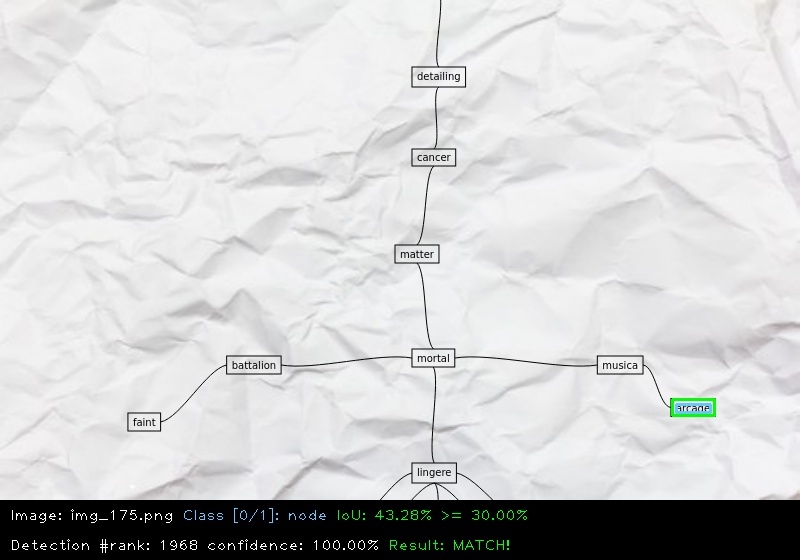 detailing
cancer
matter
mortal
battalion
musica
arcage
faint
lingere
Image: img_175.png Class [0/1]: node IoU: 43.28% >= 30.00%
Detection #rank: 1968 confidence: 100.00% Result: MATCH!